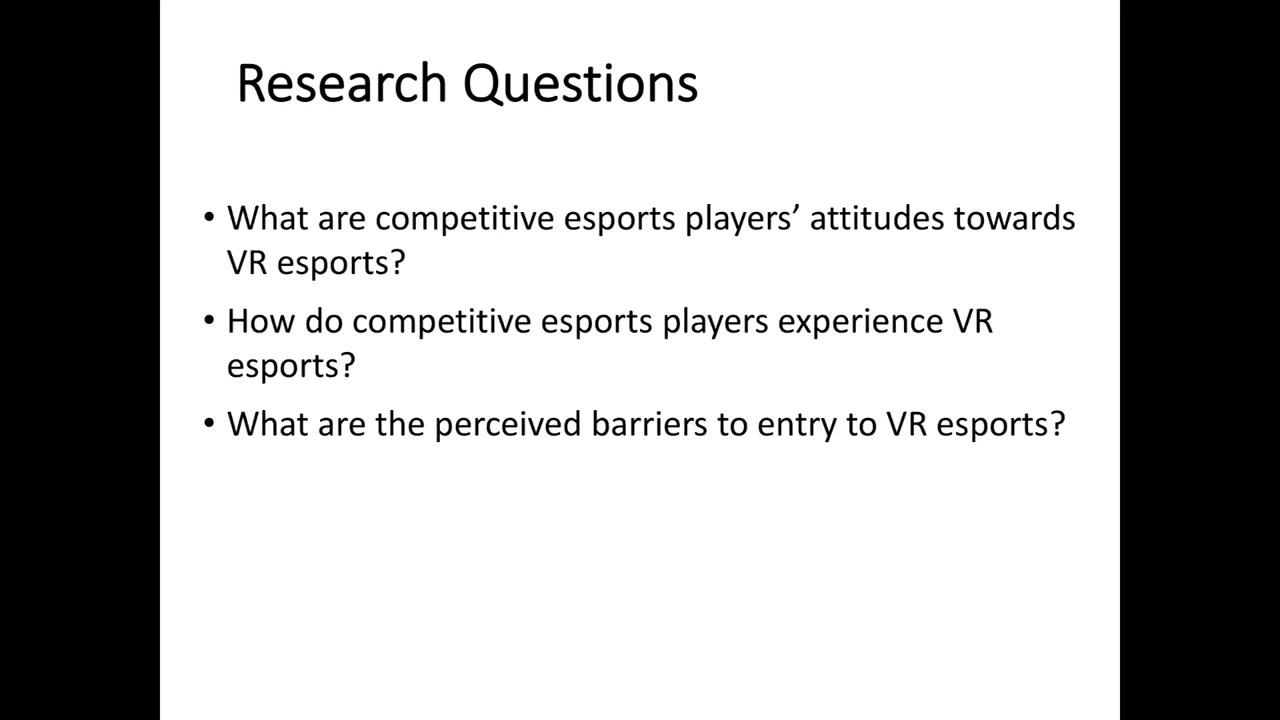 Research Questions
• What are competitive esports players’ attitudes towards
VR esports?
• How do competitive esports players experience VR
esports?
• What are the perceived barriers to entry to VR esports?